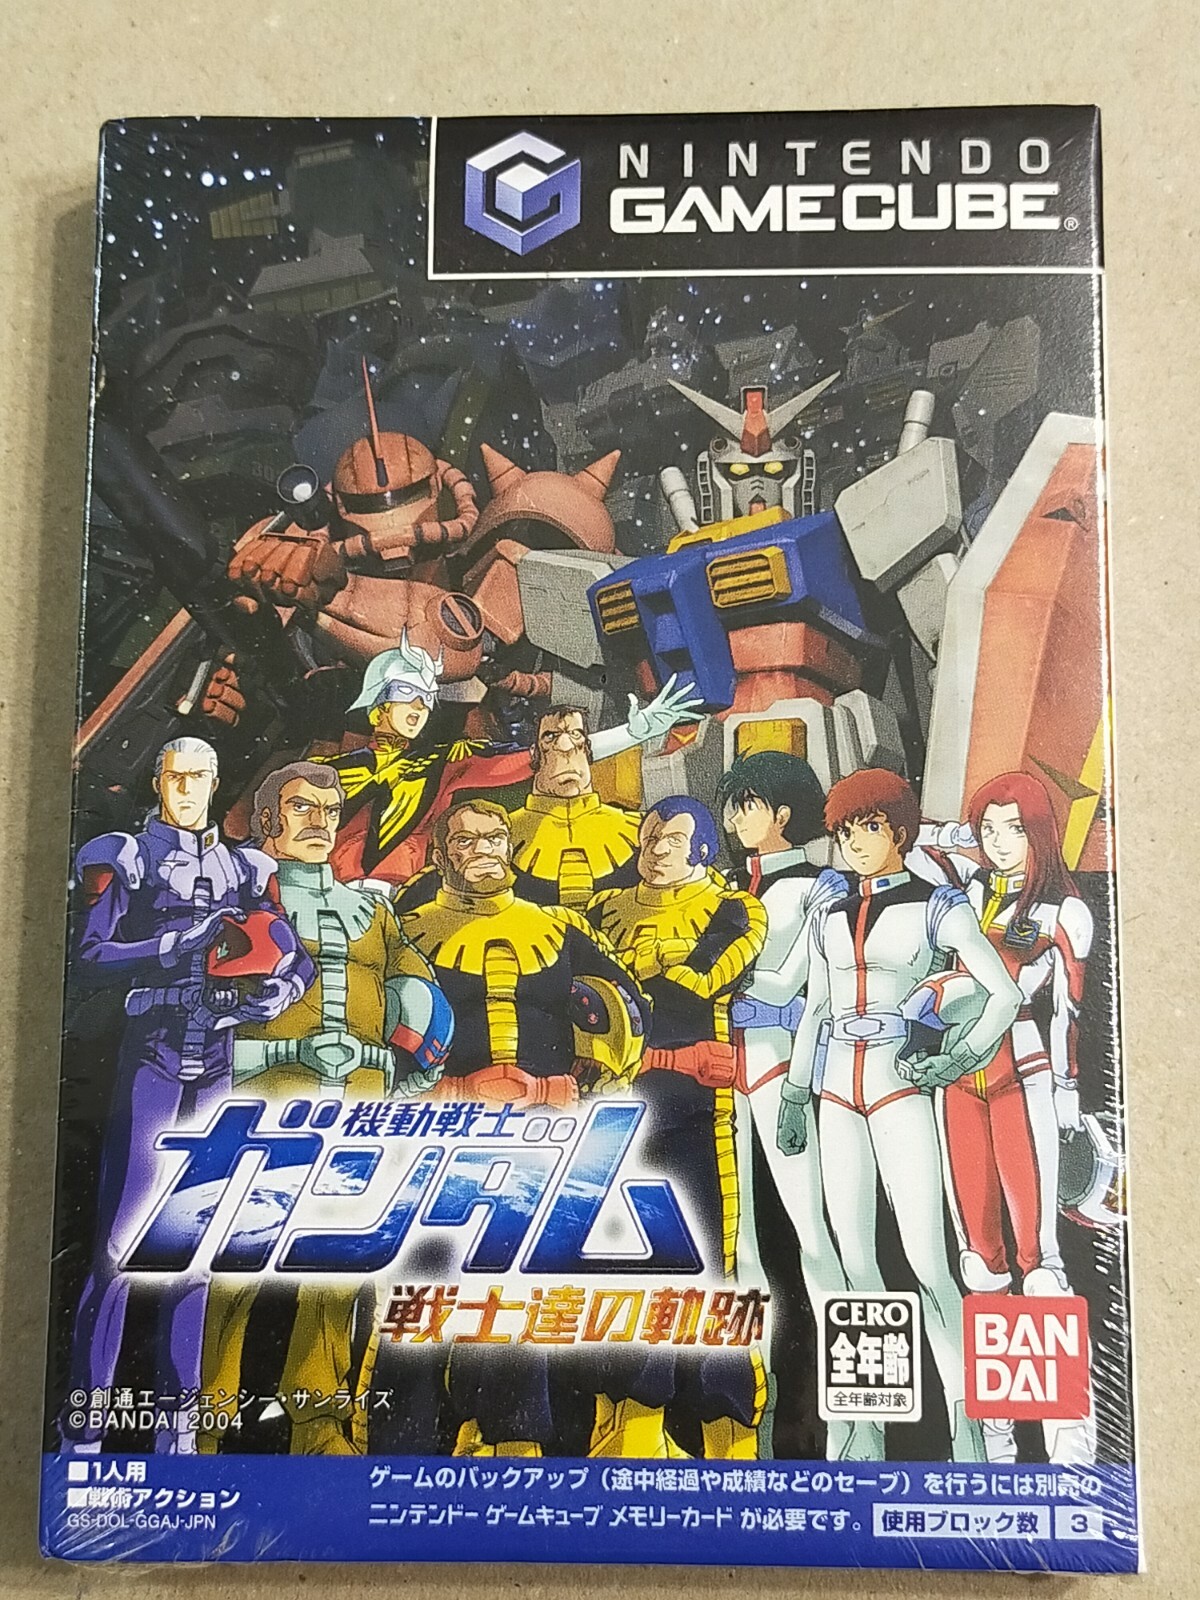 NINTENDO
GAMECUBE®
機動戦士
ガンダム
戦士達の軌跡
CERO
全年齢
全年齢対象
BAN
DAI
©創通エージェンシー・サンライズ
©BANDAI 2004
■1人用
■戦術アクション
GS-DOL-GGAJ-JPN
ゲームのバックアップ（途中経過や成績などのセーブ）を行うには別売の
ニンテンドーゲームキューブ メモリーカード が必要です。 使用ブロック数 3